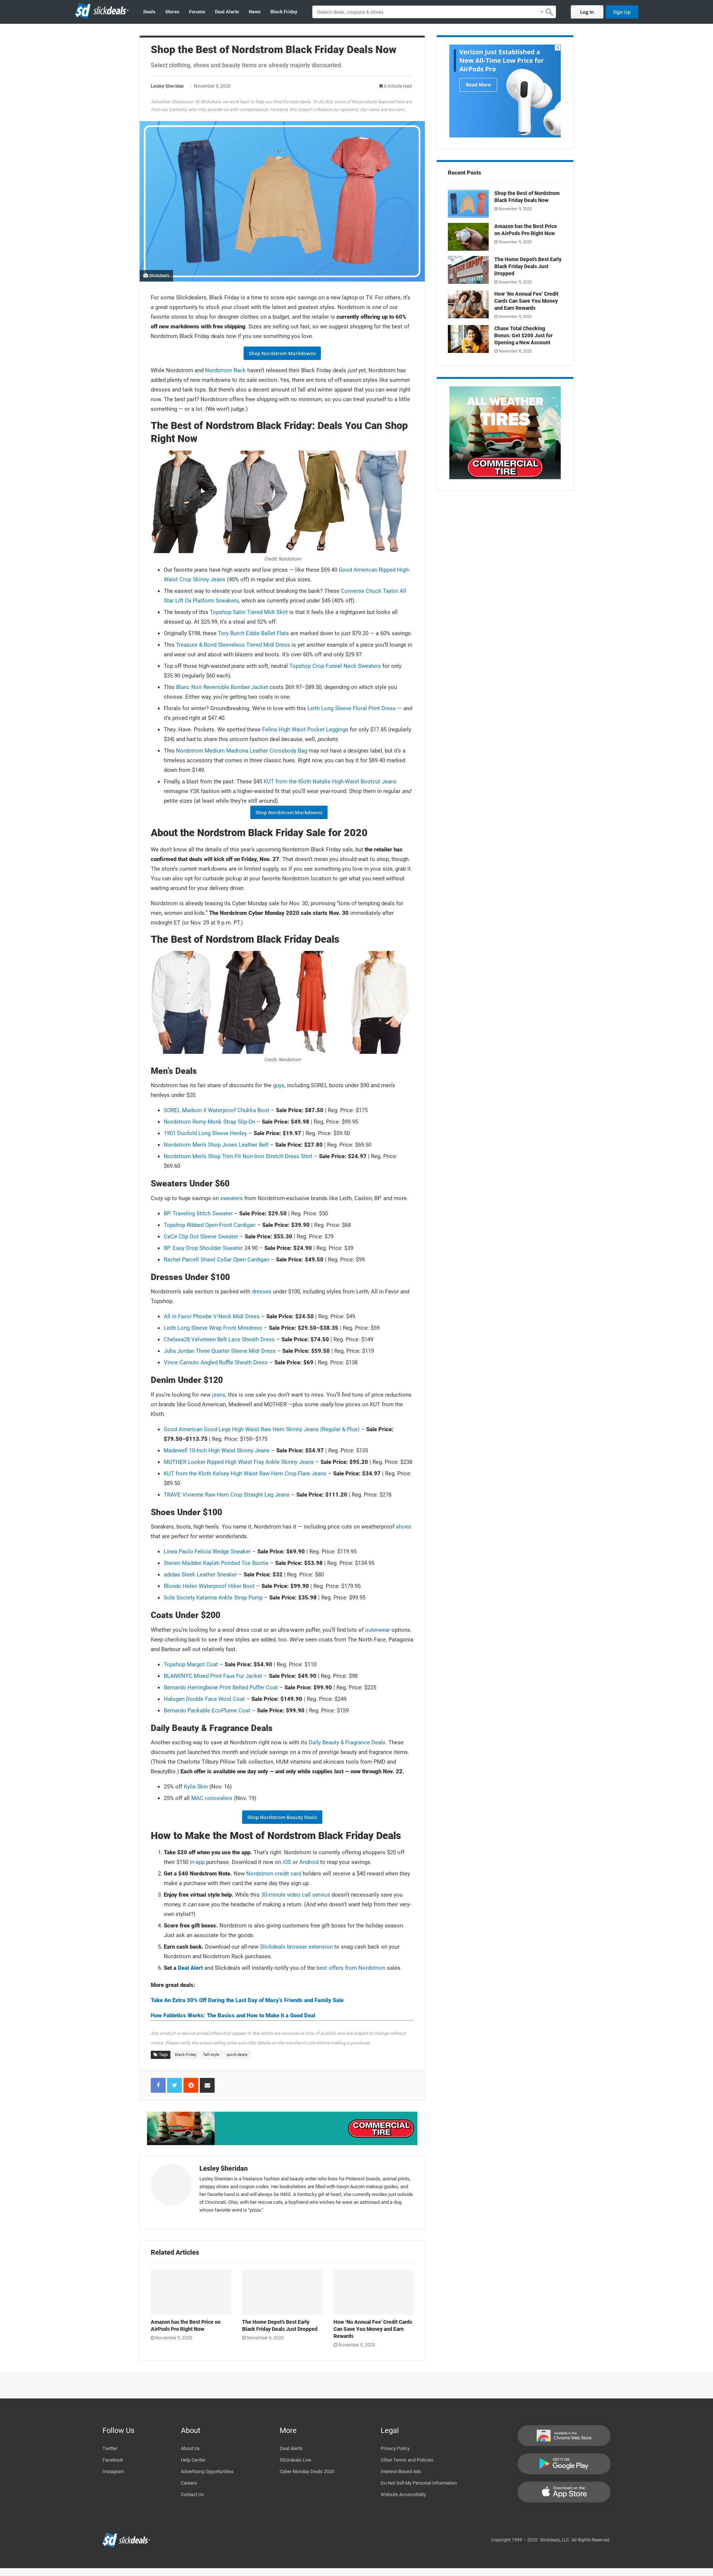 slickdeals
Deals Stores Forums Deal Alerts News Black Friday
Search deals, coupons & stores
Log In Sign Up
Shop the Best of Nordstrom Black Friday Deals Now
Select clothing, shoes and beauty items are already majorly discounted.
Lesley Sheridan · November 9, 2020
6 minute read
Advertiser Disclosure: At Slickdeals, we work hard to help you find the best deals. To do this, some of the products featured here are
from our partners, who may provide us with compensation. However, this doesn't influence our opinions. Our views are our own.
Slickdeals
For some Slickdealers, Black Friday is a time to score epic savings on a new laptop or TV. For others, it's
a great opportunity to stock your closet with the latest and greatest styles. Nordstrom is one of our
favorite stores to shop for designer clothes on a budget, and the retailer is currently offering up to 60%
off new markdowns with free shipping. Sizes are selling out fast, so we suggest shopping for the best of
Nordstrom Black Friday deals now if you see something you love.
Shop Nordstrom Markdowns
While Nordstrom and Nordstrom Rack haven't released their Black Friday deals just yet, Nordstrom has
added plenty of new markdowns to its sale section. Yes, there are tons of off-season styles like summer
dresses and tank tops. But there's also a decent amount of fall and winter apparel that you can wear right
now. The best part? Nordstrom offers free shipping with no minimum, so you can treat yourself to a little
something — or a lot. (We won't judge.)
The Best of Nordstrom Black Friday: Deals You Can Shop
Right Now
Credit: Nordstrom
Our favorite jeans have high waists and low prices — like these $59.40 Good American Ripped High-
Waist Crop Skinny Jeans (40% off) in regular and plus sizes.
The easiest way to elevate your look without breaking the bank? These Converse Chuck Taylor All
Star Lift Ox Platform Sneakers, which are currently priced under $45 (40% off).
The beauty of this Topshop Satin Tiered Midi Skirt is that it feels like a nightgown but looks all
dressed up. At $25.99, it's a steal and 52% off.
Originally $198, these Tory Burch Eddie Ballet Flats are marked down to just $79.20 — a 60% savings.
This Treasure & Bond Sleeveless Tiered Midi Dress is yet another example of a piece you'll lounge in
and wear out and about with blazers and boots. It's over 60% off and only $29.97.
Top off those high-waisted jeans with soft, neutral Topshop Crop Funnel Neck Sweaters for only
$35.90 (regularly $60 each).
This Blanc Noir Reversible Bomber Jacket costs $69.97–$89.50, depending on which style you
choose. Either way, you're getting two coats in one.
Florals for winter? Groundbreaking. We're in love with this Leith Long Sleeve Floral Print Dress — and
it's priced right at $47.40.
They. Have. Pockets. We spotted these Felina High Waist Pocket Leggings for only $17.85 (regularly
$34) and had to share this unicorn fashion deal because, well, pockets.
This Nordstrom Medium Madrona Leather Crossbody Bag may not have a designer label, but it's a
timeless accessory that comes in three classic hues. Right now, you can buy it for $89.40 marked
down from $149.
Finally, a blast from the past. These $45 KUT from the Kloth Natalie High-Waist Bootcut Jeans
reimagine Y2K fashion with a higher-waisted fit that you'll wear year-round. Shop them in regular and
petite sizes (at least while they're still around).
Shop Nordstrom Markdowns
About the Nordstrom Black Friday Sale for 2020
We don't know all the details of this year's upcoming Nordstrom Black Friday sale, but the retailer has
confirmed that deals will kick off on Friday, Nov. 27. That doesn't mean you should wait to shop, though.
The store's current markdowns are in limited supply, so if you see something you love in your size, grab it.
You can also opt for curbside pickup at your favorite Nordstrom location to get what you need without
waiting around for your delivery driver.
Nordstrom is already teasing its Cyber Monday sale for Nov. 30, promising "tons of tempting deals for
men, women and kids." The Nordstrom Cyber Monday 2020 sale starts Nov. 30 immediately after
midnight ET (or Nov. 29 at 9 p.m. PT.)
The Best of Nordstrom Black Friday Deals
Credit: Nordstrom
Men's Deals
Nordstrom has its fair share of discounts for the guys, including SOREL boots under $90 and men's
henleys under $20.
SOREL Madson II Waterproof Chukka Boot – Sale Price: $87.50 | Reg. Price: $175
Nordstrom Remy Monk Strap Slip-On – Sale Price: $49.98 | Reg. Price: $99.95
1901 Duofold Long Sleeve Henley – Sale Price: $19.97 | Reg. Price: $59.50
Nordstrom Men's Shop Jones Leather Belt – Sale Price: $27.80 | Reg. Price: $69.50
Nordstrom Men's Shop Trim Fit Non-Iron Stretch Dress Shirt – Sale Price: $24.97 | Reg. Price:
$69.60
Sweaters Under $60
Cozy up to huge savings on sweaters from Nordstrom-exclusive brands like Leith, Caslon, BP. and more.
BP. Traveling Stitch Sweater – Sale Price: $29.50 | Reg. Price: $50
Topshop Ribbed Open-Front Cardigan – Sale Price: $39.90 | Reg. Price: $68
CeCe Clip Dot Sleeve Sweater – Sale Price: $55.30 | Reg. Price: $79
BP. Easy Drop Shoulder Sweater 24.90 – Sale Price: $24.90 | Reg. Price: $39
Rachel Parcell Shawl Collar Open Cardigan – Sale Price: $49.50 | Reg. Price: $99
Dresses Under $100
Nordstrom's sale section is packed with dresses under $100, including styles from Leith, All in Favor and
Topshop.
All in Favor Phoebe V-Neck Midi Dress – Sale Price: $24.50 | Reg. Price: $49
Leith Long Sleeve Wrap Front Minidress – Sale Price: $29.50–$38.35 | Reg. Price: $59
Chelsea28 Velveteen Belt Lace Sheath Dress – Sale Price: $74.50 | Reg. Price: $149
Julia Jordan Three Quarter Sleeve Midi Dress – Sale Price: $59.50 | Reg. Price: $119
Vince Camuto Angled Ruffle Sheath Dress – Sale Price: $69 | Reg. Price: $138
Denim Under $120
If you're looking for new jeans, this is one sale you don't want to miss. You'll find tons of price reductions
on brands like Good American, Madewell and MOTHER —plus some really low prices on KUT from the
Kloth.
Good American Good Legs High Waist Raw Hem Skinny Jeans (Regular & Plus) – Sale Price:
$79.50–$113.75 | Reg. Price: $159–$175
Madewell 10-Inch High Waist Skinny Jeans – Sale Price: $54.97 | Reg. Price: $135
MOTHER Looker Ripped High Waist Fray Ankle Skinny Jeans – Sale Price: $95.20 | Reg. Price: $238
KUT from the Kloth Kelsey High Waist Raw Hem Crop Flare Jeans – Sale Price: $34.97 | Reg. Price:
$89.50
TRAVE Vivienne Raw Hem Crop Straight Leg Jeans – Sale Price: $111.20 | Reg. Price: $278
Shoes Under $100
Sneakers, boots, high heels. You name it, Nordstrom has it — including price cuts on weatherproof shoes
that are perfect for winter wonderlands.
Linea Paolo Felicia Wedge Sneaker – Sale Price: $69.90 | Reg. Price: $119.95
Steven Madden Kaylah Pointed Toe Bootie – Sale Price: $53.98 | Reg. Price: $134.95
adidas Sleek Leather Sneaker – Sale Price: $32 | Reg. Price: $80
Blondo Helen Waterproof Hiker Boot – Sale Price: $99.90 | Reg. Price: $179.95
Sole Society Katarina Ankle Strap Pump – Sale Price: $35.98 | Reg. Price: $99.95
Coats Under $200
Whether you're looking for a wool dress coat or an ultra-warm puffer, you'll find lots of outerwear options.
Keep checking back to see if new styles are added, too. We've seen coats from The North Face, Patagonia
and Barbour sell out relatively fast.
Topshop Margot Coat – Sale Price: $54.90 | Reg. Price: $110
BLANKNYC Mixed Print Faux Fur Jacket – Sale Price: $49.90 | Reg. Price: $98
Bernardo Herringbone Print Belted Puffer Coat – Sale Price: $99.90 | Reg. Price: $225
Halogen Double Face Wool Coat – Sale Price: $149.90 | Reg. Price: $249
Bernardo Packable EcoPlume Coat – Sale Price: $99.90 | Reg. Price: $159
Daily Beauty & Fragrance Deals
Another exciting way to save at Nordstrom right now is with its Daily Beauty & Fragrance Deals. These
discounts just launched this month and include savings on a mix of prestige beauty and fragrance items.
(Think the Charlotte Tilbury Pillow Talk collection, HUM vitamins and skincare tools from PMD and
BeautyBio.) Each offer is available one day only — and only while supplies last — now through Nov. 22.
25% off Kylie Skin (Nov. 16)
25% off all MAC concealers (Nov. 19)
Shop Nordstrom Beauty Deals
How to Make the Most of Nordstrom Black Friday Deals
1. Take $20 off when you use the app. That's right. Nordstrom is currently offering shoppers $20 off
their $150 in-app purchase. Download it now on iOS or Android to reap your savings.
2. Get a $40 Nordstrom Note. New Nordstrom credit card holders will receive a $40 reward when they
make a purchase with their card the same day they sign up.
3. Enjoy free virtual style help. While this 30-minute video call service doesn't necessarily save you
money, it can save you the headache of making a return. (And who doesn't want help from their very-
own stylist?)
4. Score free gift boxes. Nordstrom is also giving customers free gift boxes for the holiday season.
Just ask an associate for the goods.
5. Earn cash back. Download our all-new Slickdeals browser extension to snag cash back on your
Nordstrom and Nordstrom Rack purchases.
6. Set a Deal Alert and Slickdeals will instantly notify you of the best offers from Nordstrom sales.
More great deals:
Take An Extra 30% Off During the Last Day of Macy's Friends and Family Sale
How Fabletics Works: The Basics and How to Make it a Good Deal
Any product or service prices/offers that appear in this article are accurate at time of publish, and are subject to change without
notice. Please verify the actual selling price and offer details on the merchant's site before making a purchase.
Tags black-friday fall-style quick-deals
COMMERCIAL
TIRE
Lesley Sheridan
Lesley Sheridan is a freelance fashion and beauty writer who lives for Pinterest boards, animal prints,
strappy shoes and coupon codes. Her bookshelves are filled with Kevyn Aucoin makeup guides, and
her favorite band is and will always be INXS. A Kentucky girl at heart, she currently resides just outside
of Cincinnati, Ohio, with her rescue cats, a boyfriend who wishes he were an astronaut and a dog
whose favorite word is "pizza."
Related Articles
Amazon has the Best Price on
AirPods Pro Right Now
November 9, 2020
The Home Depot's Best Early
Black Friday Deals Just Dropped
November 9, 2020
How 'No Annual Fee' Credit Cards
Can Save You Money and Earn
Rewards
November 9, 2020
Verizon Just Established a
New All-Time Low Price for
AirPods Pro
Read More
Recent Posts
Shop the Best of Nordstrom
Black Friday Deals Now
November 9, 2020
Amazon has the Best Price
on AirPods Pro Right Now
November 9, 2020
The Home Depot's Best Early
Black Friday Deals Just
Dropped
November 9, 2020
How 'No Annual Fee' Credit
Cards Can Save You Money
and Earn Rewards
November 9, 2020
Chase Total Checking
Bonus: Get $200 Just for
Opening a New Account
November 8, 2020
ALL WEATHER
TIRES
COMMERCIAL
TIRE
Follow Us
Twitter
Facebook
Instagram
About
About Us
Help Center
Advertising Opportunities
Careers
Contact Us
More
Deal Alerts
Slickdeals Live
Cyber Monday Deals 2020
Legal
Privacy Policy
Other Terms and Policies
Interest-Based Ads
Do Not Sell My Personal Information
Website Accessibility
Available in the
Chrome Web Store
GET IT ON
Google Play
Download on the
App Store
slickdeals
Copyright 1999 – 2020. Slickdeals, LLC. All Rights Reserved.